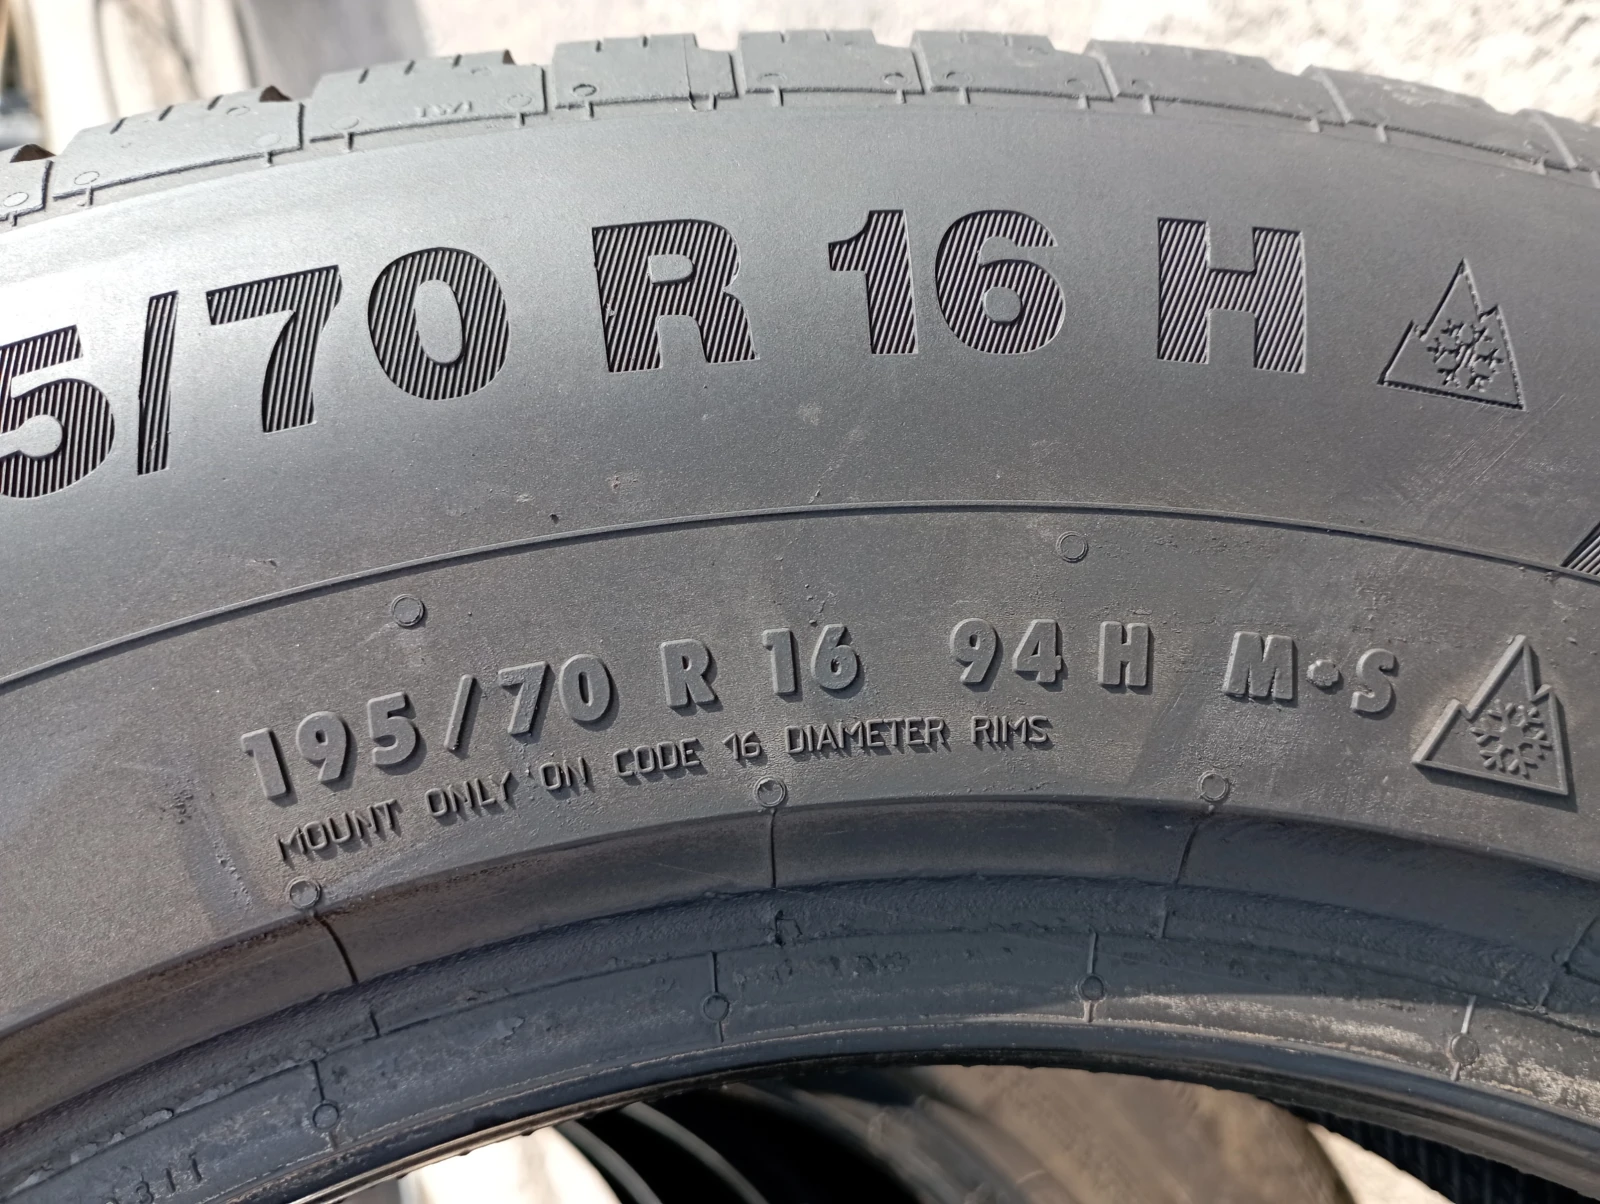 5/70 R 16 H
195/70 R 16 94 H M•S
MOUNT ONLY ON CODE 16 DIAMETER RIMS